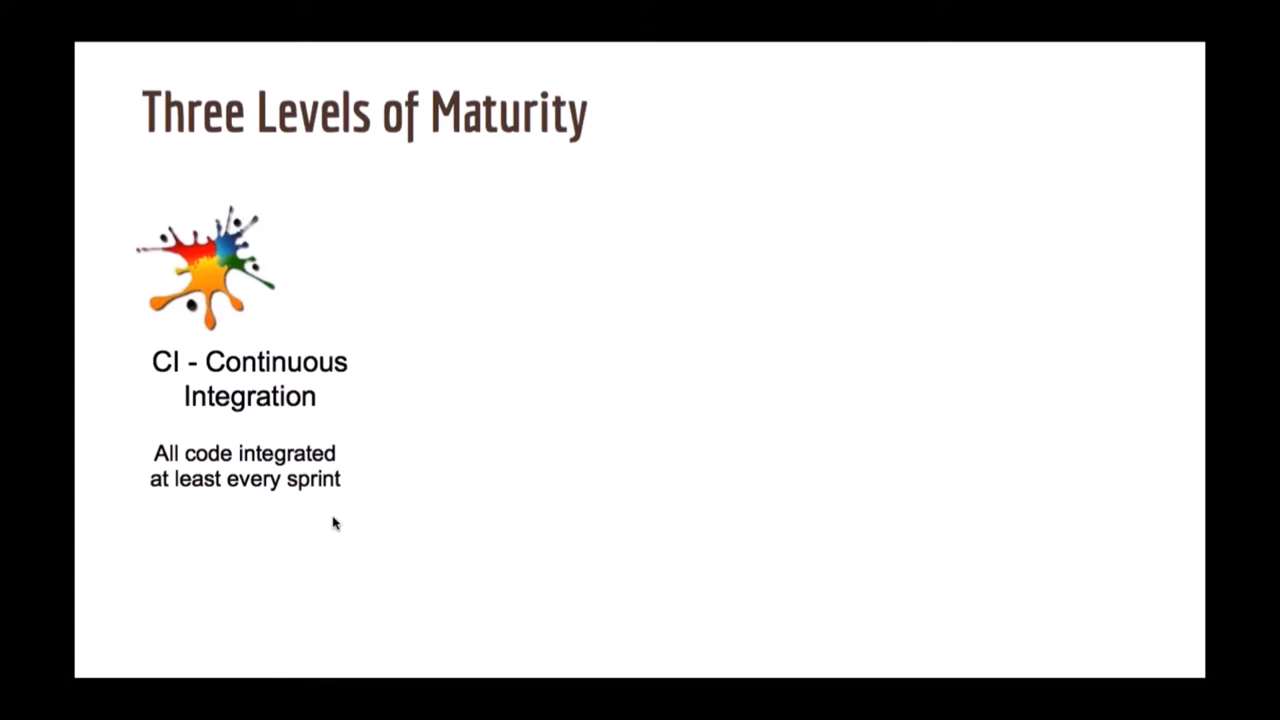 Three Levels of Maturity
CI - Continuous
Integration
All code integrated
at least every sprint